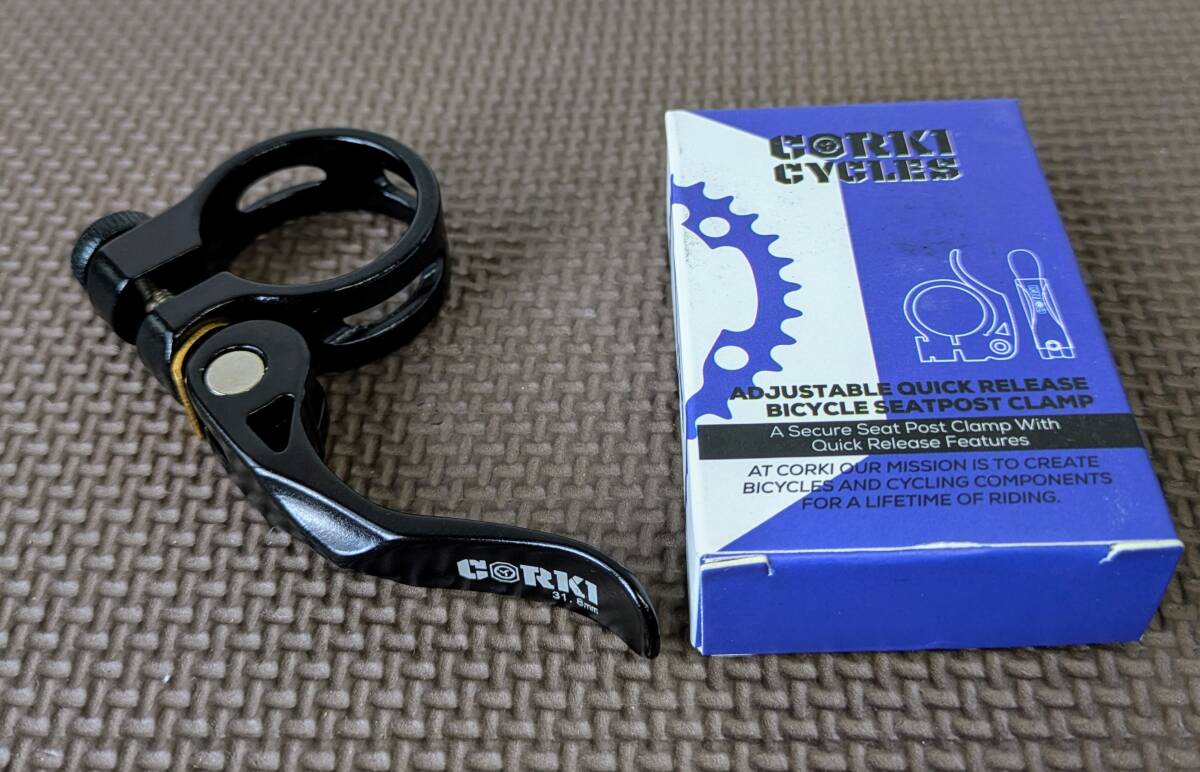 CORKI
31.8mm
CORKI
CYCLES
CORKI
ADJUSTABLE QUICK RELEASE
BICYCLE SEATPOST CLAMP
A Secure Seat Post Clamp With
Quick Release Features
AT CORKI OUR MISSION IS TO CREATE
BICYCLES AND CYCLING COMPONENTS
FOR A LIFETIME OF RIDING.